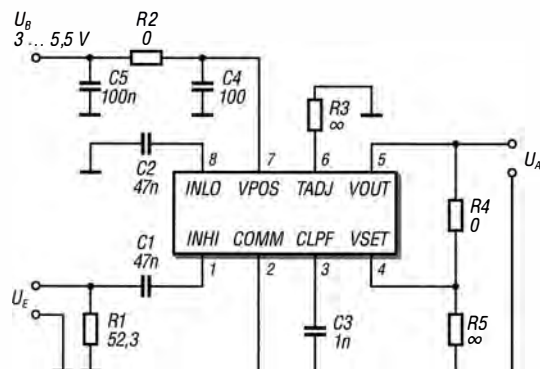 U_B
3 ... 5,5 V
R2
0
C5
100n
C4
100
R3
∞
C2
47n
8
7
6
5
U_A
INLO VPOS TADJ VOUT
R4
0
INHI COMM CLPF VSET
C1
47n
1
2
3
4
U_E
R1
52,3
C3
1n
R5
∞